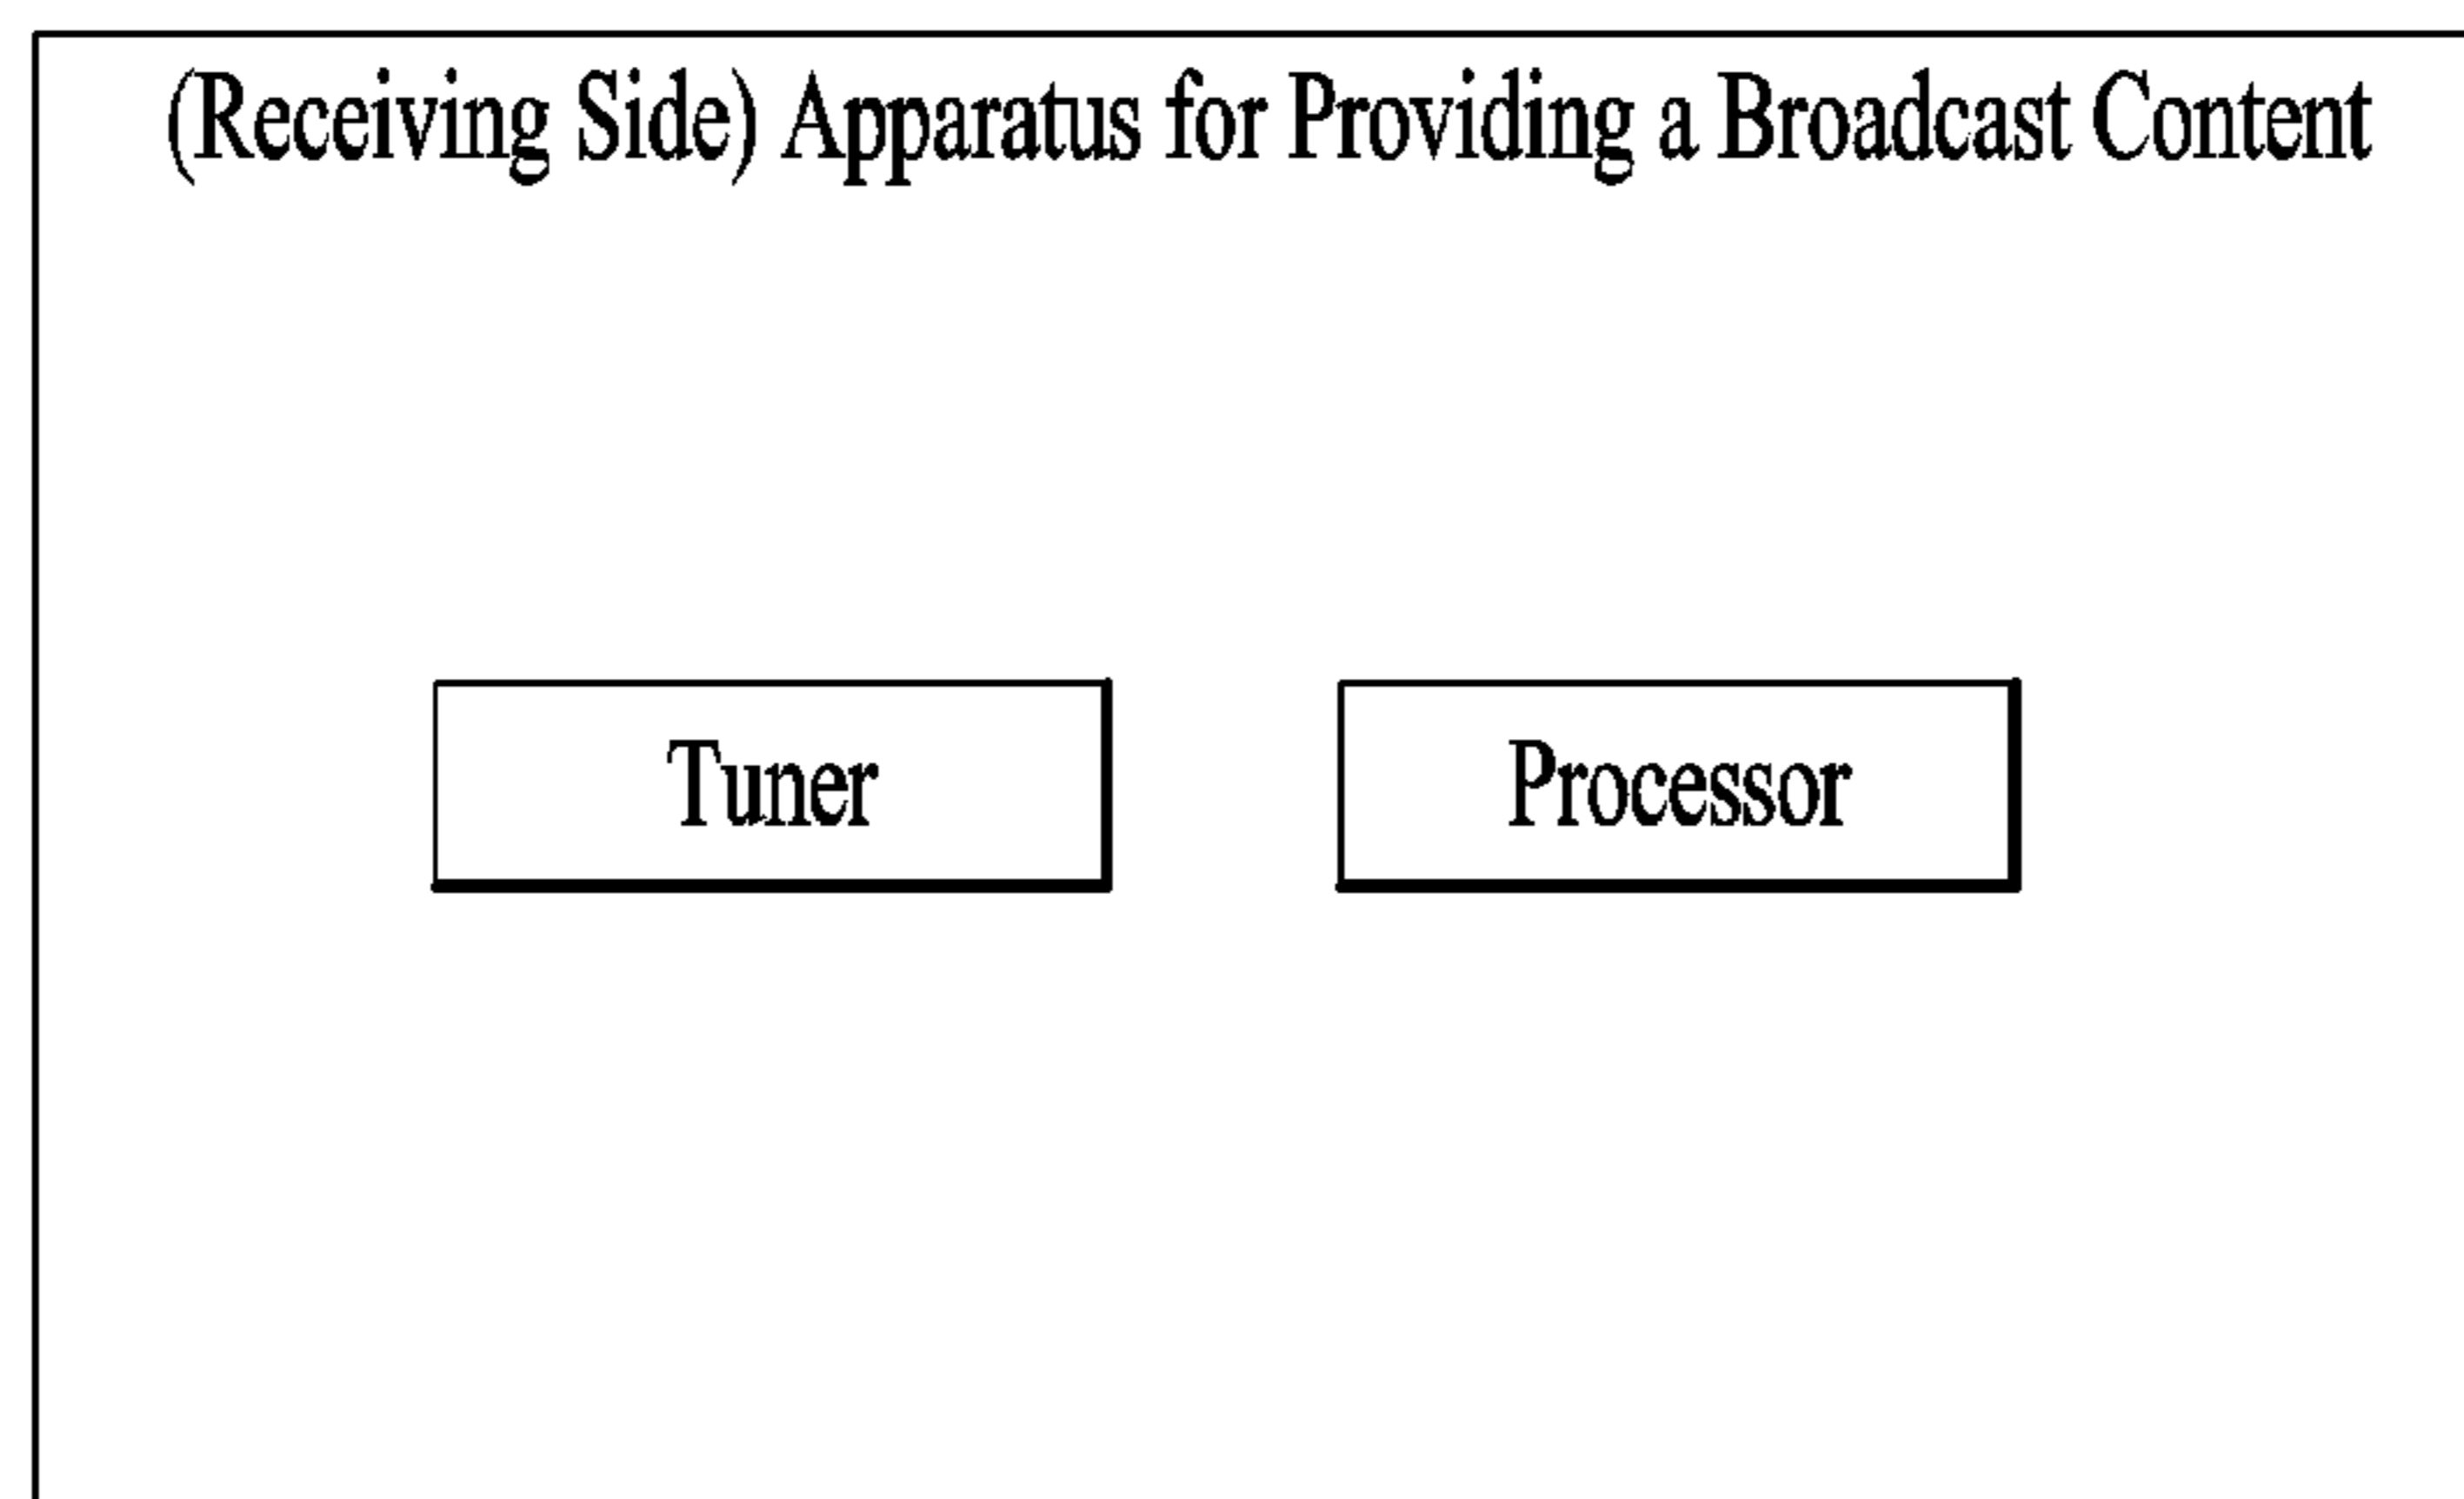 (Receiving Side) Apparatus for Providing a Broadcast Content
Tuner
Processor